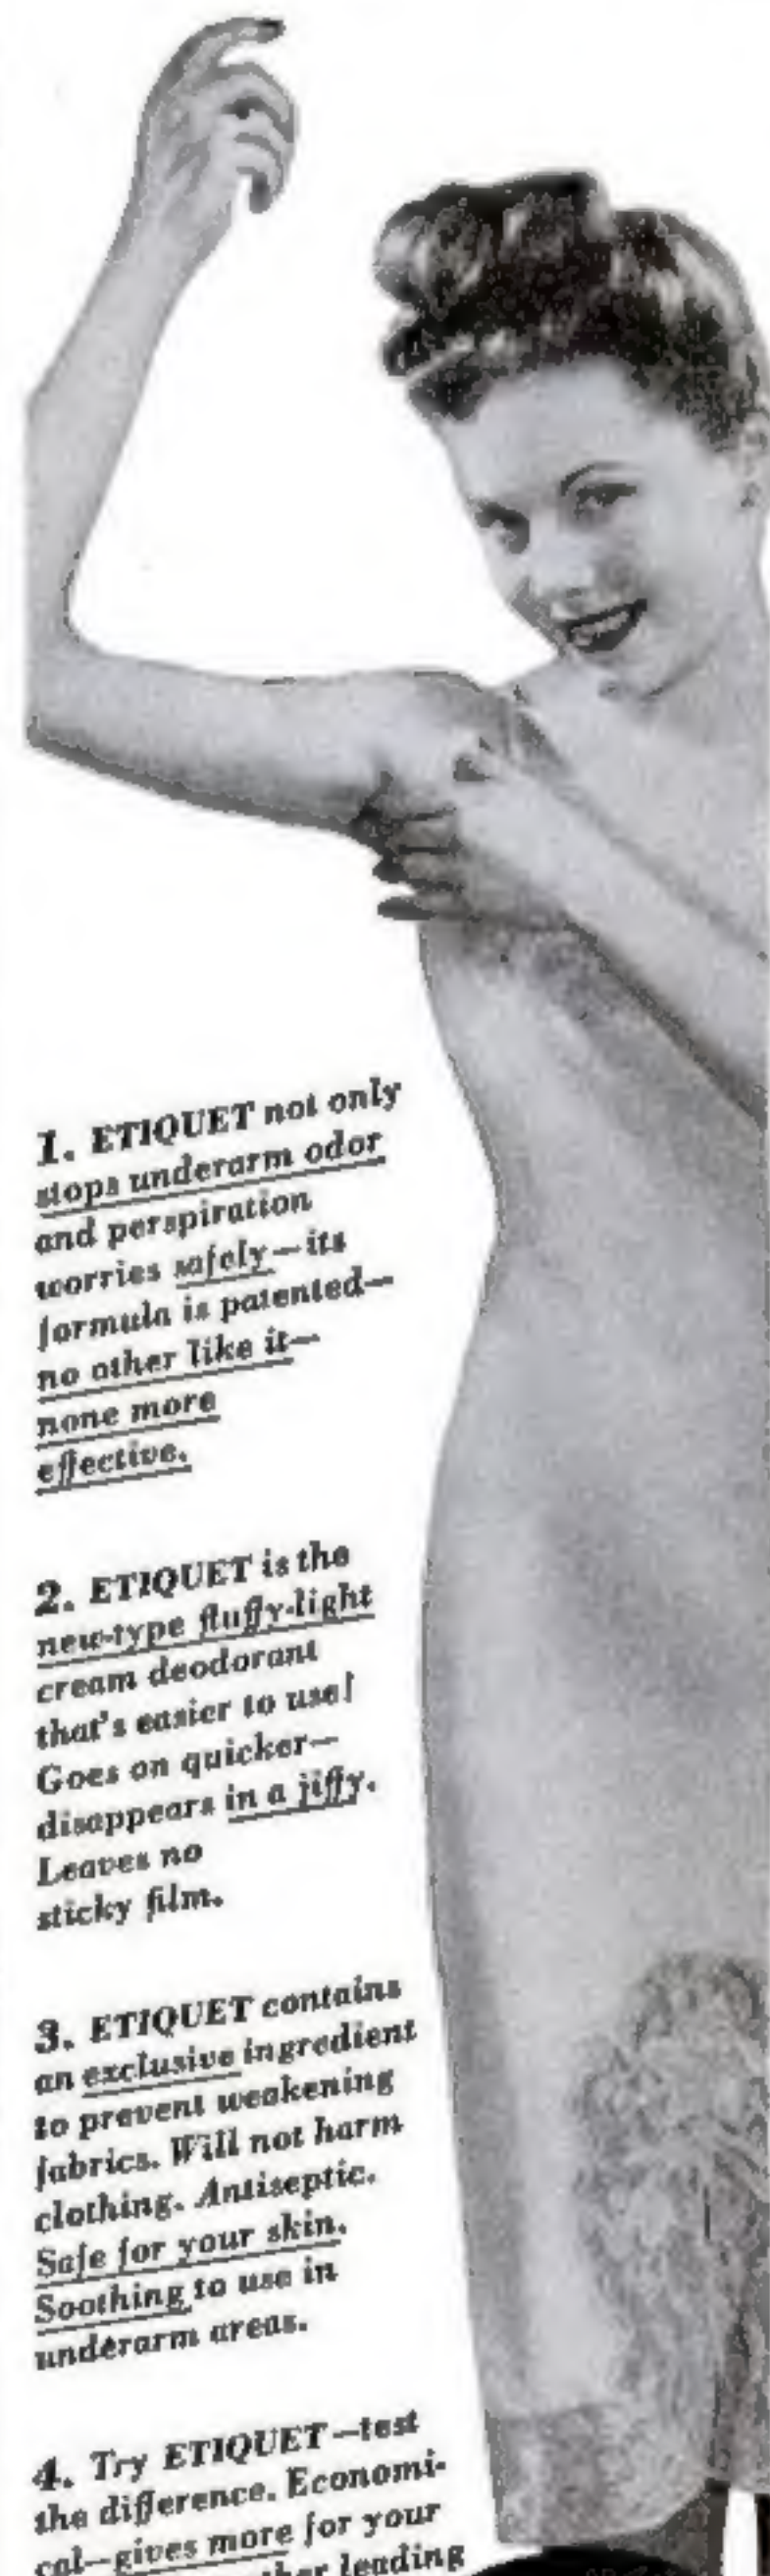 1. ETIQUET not only
stops underarm odor
and perspiration
worries safely—its
formula is patented—
no other like it—
none more
effective.
2. ETIQUET is the
new-type fluffy-light
cream deodorant
that's easier to use!
Goes on quicker—
disappears in a jiffy.
Leaves no
sticky film.
3. ETIQUET contains
an exclusive ingredient
to prevent weakening
fabrics. Will not harm
clothing. Antiseptic.
Safe for your skin.
Soothing to use in
underarm areas.
4. Try ETIQUET—test
the difference. Economi-
cal—gives more for your
leading